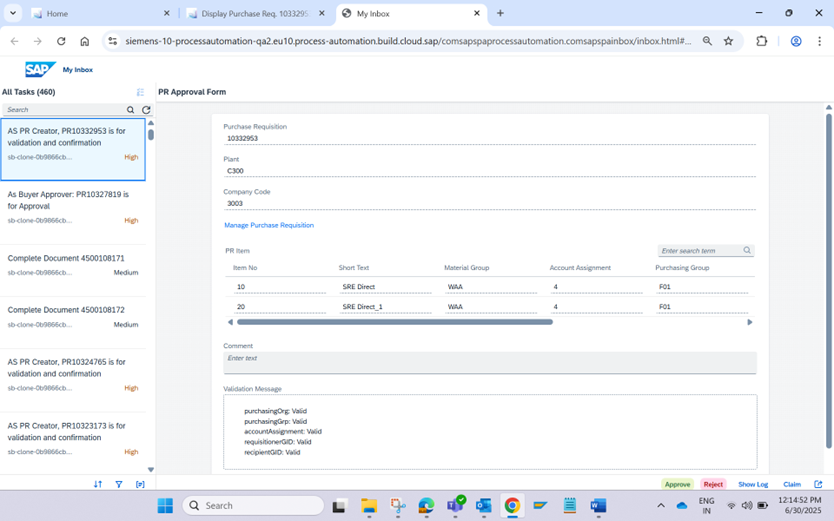 Home
Display Purchase Req. 1033295
My Inbox
siemens-10-processautomation-qa2.eu10.process-automation.build.cloud.sap/comsapspaprocessautomation.comsapspainbox/inbox.html#...
SAP My Inbox
All Tasks (460)
Search
AS PR Creator, PR10332953 is for
validation and confirmation
sb-clone-0b9866cb... High
As Buyer Approver: PR10327819 is
for Approval
sb-clone-0b9866cb... High
Complete Document 4500108171
sb-clone-0b9866cb... Medium
Complete Document 4500108172
sb-clone-0b9866cb... Medium
AS PR Creator, PR10324765 is for
validation and confirmation
sb-clone-0b9866cb... High
AS PR Creator, PR10323173 is for
validation and confirmation
sb-clone-0b9866cb... High
PR Approval Form
Purchase Requisition
10332953
Plant
C300
Company Code
3003
Manage Purchase Requisition
PR Item
Enter search term
Item No Short Text Material Group Account Assignment Purchasing Group
10 SRE Direct WAA 4 F01
20 SRE Direct_1 WAA 4 F01
Comment
Enter text
Validation Message
purchasingOrg: Valid
purchasingGrp: Valid
accountAssignment: Valid
requisitionerGID: Valid
recipientGID: Valid
Approve Reject Show Log Claim
Search
ENG
IN
12:14:52 PM
6/30/2025